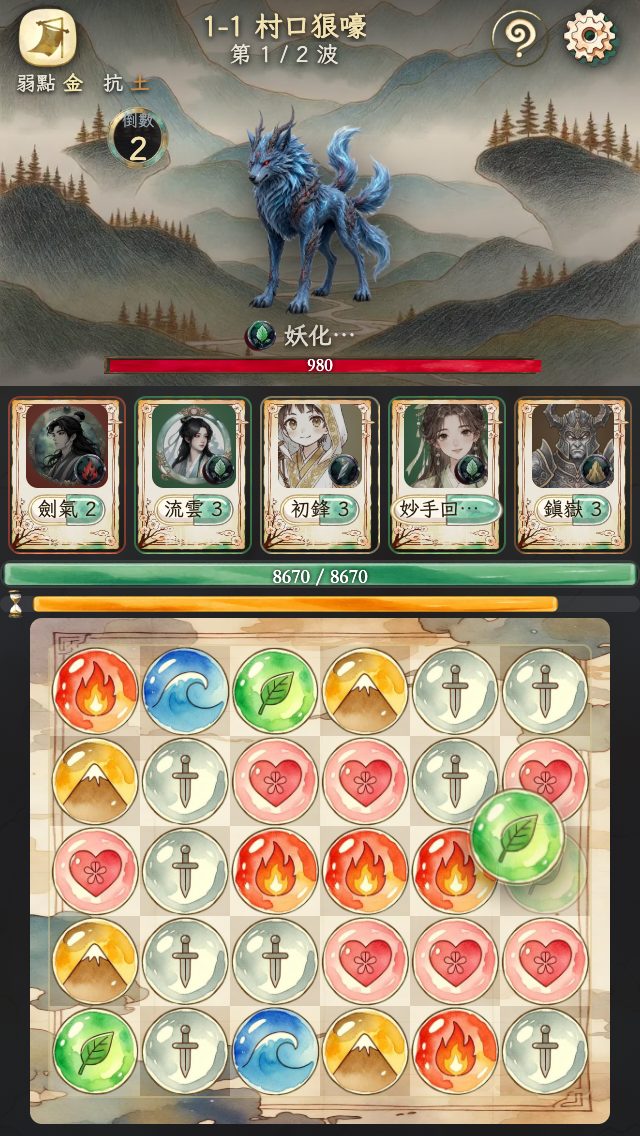 1-1 村口狼嚎
第 1 / 2 波
弱點 金 抗 土
倒數
2
妖化…
980
劍氣 2
流雲 3
初鋒 3
妙手回…
鎮嶽 3
8670 / 8670